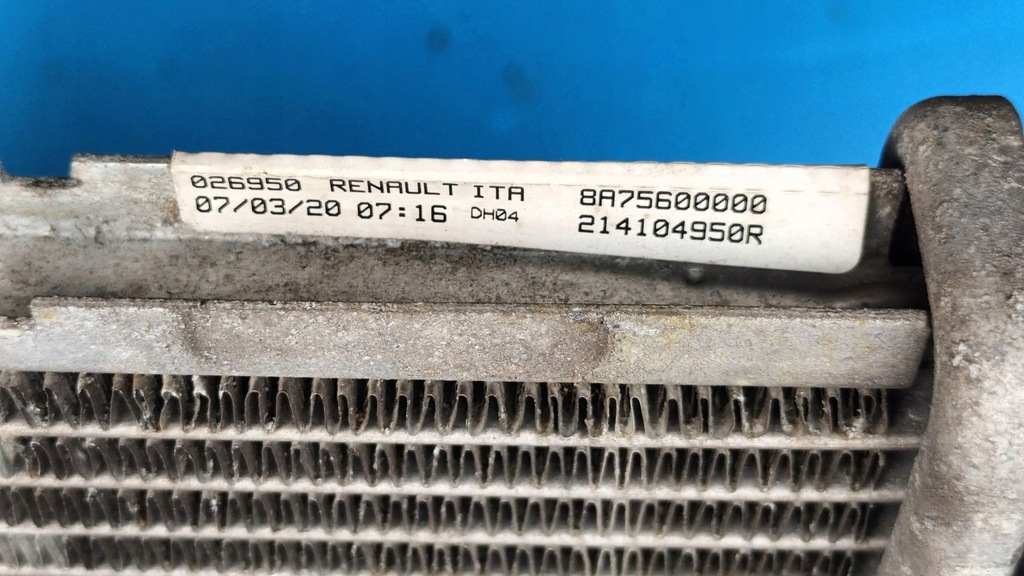 026950 RENAULT ITA 8A75600000
07/03/20 07:16 DH04 214104950R